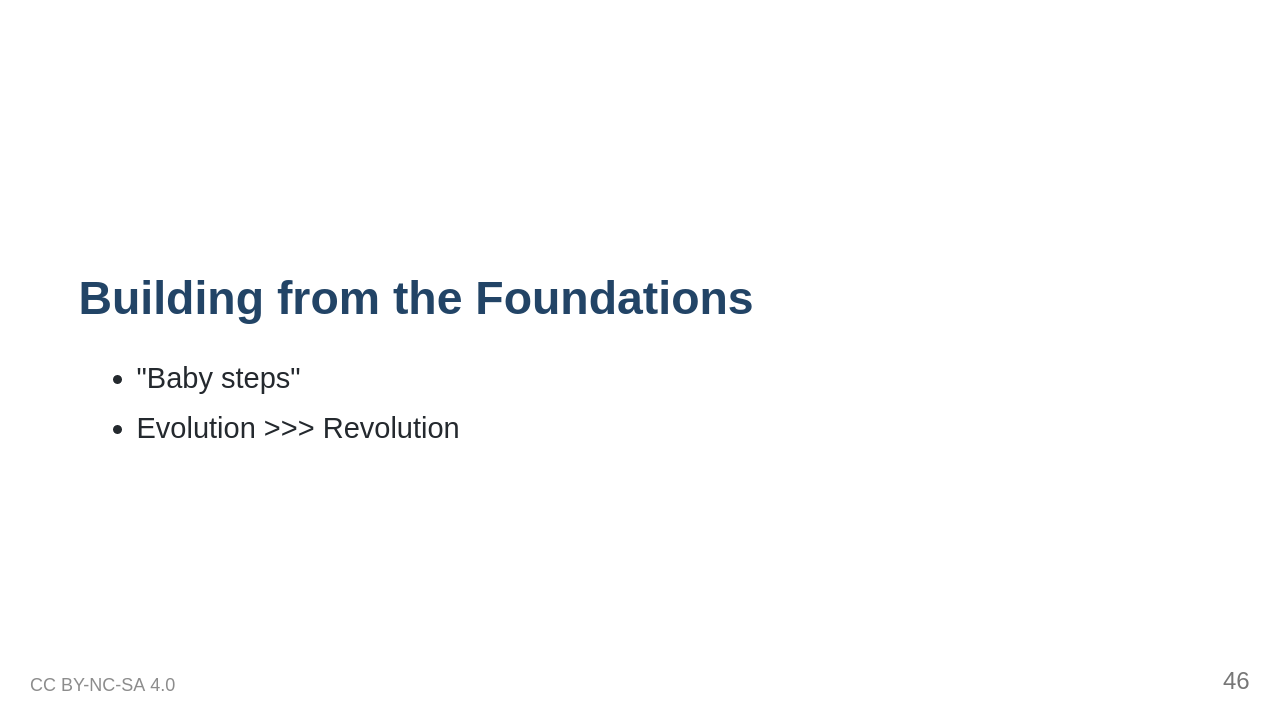 Building from the Foundations
• "Baby steps"
• Evolution >>> Revolution
CC BY-NC-SA 4.0
46